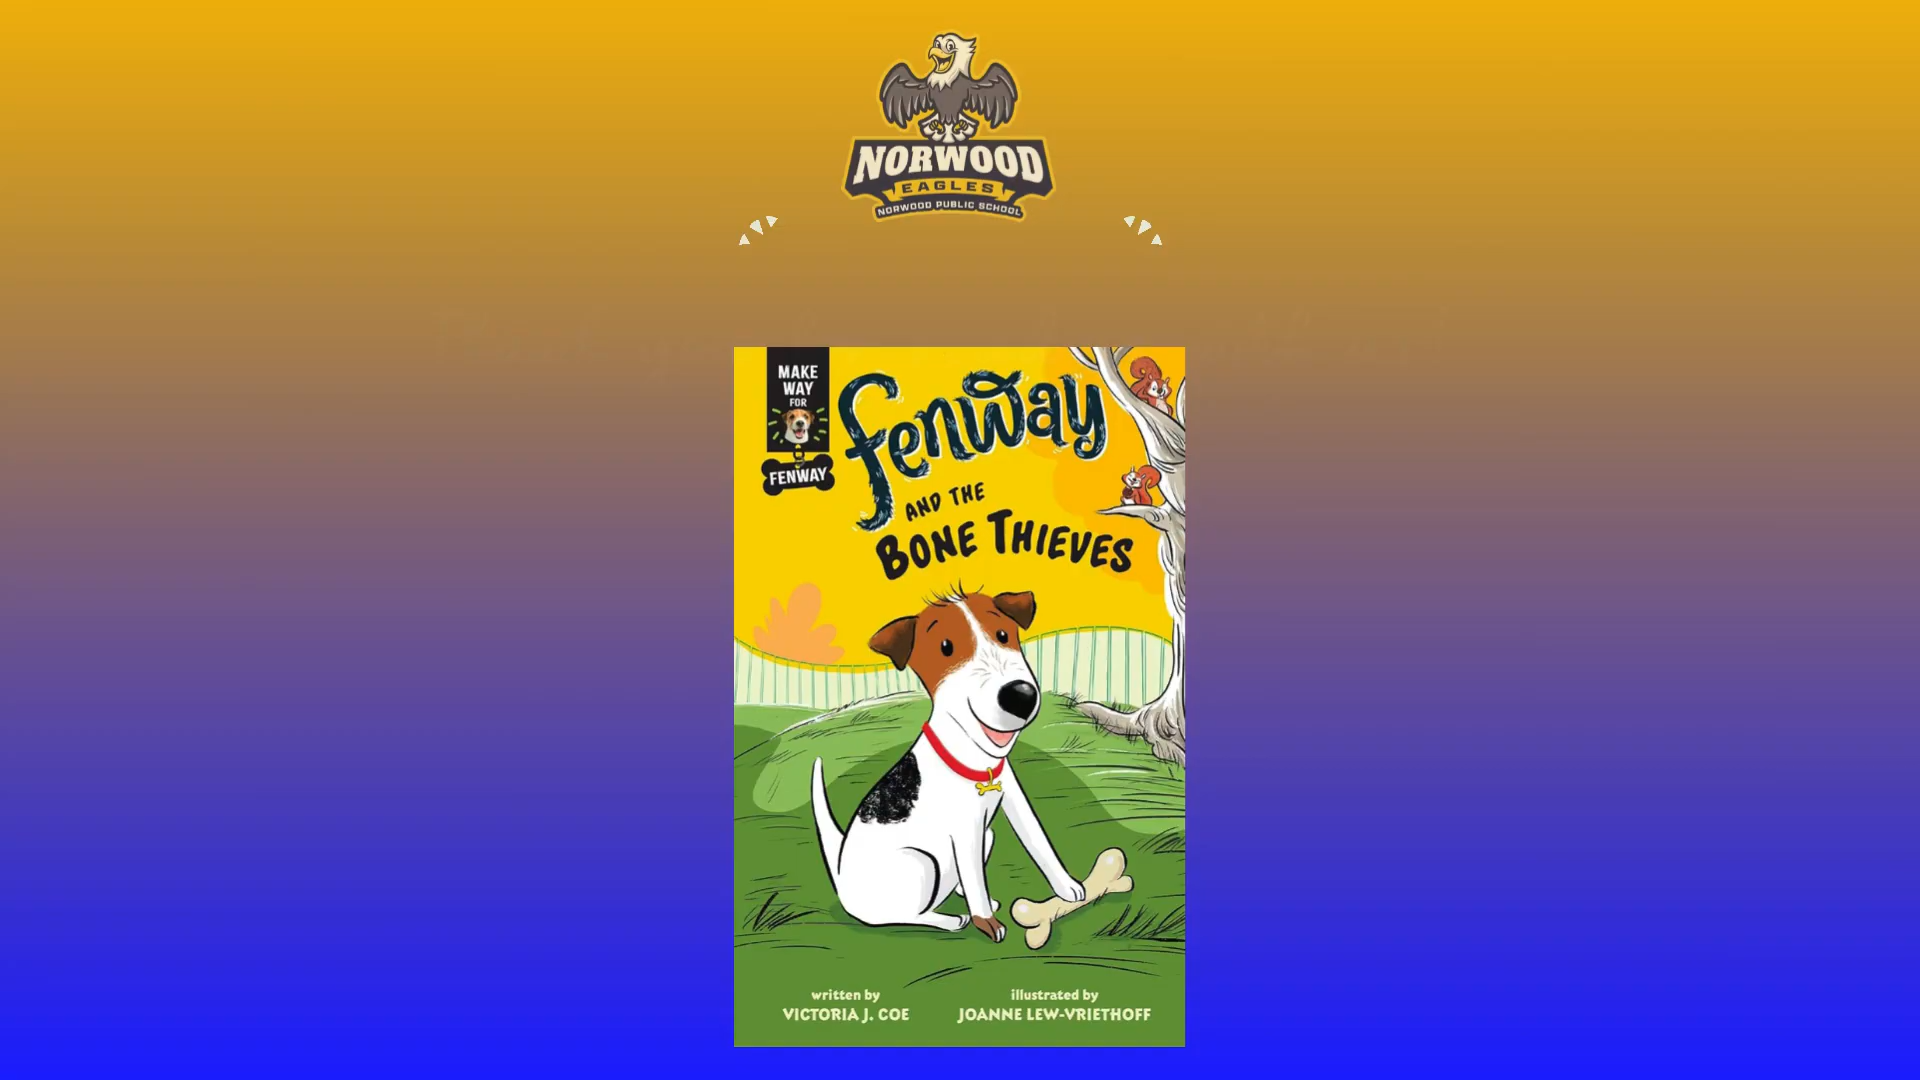 NORWOOD
EAGLES
NORWOOD PUBLIC SCHOOL
MAKE
WAY
FOR
FENWAY
fenway
AND THE
BONE THIEVES
written by
VICTORIA J. COE
illustrated by
JOANNE LEW-VRIETHOFF